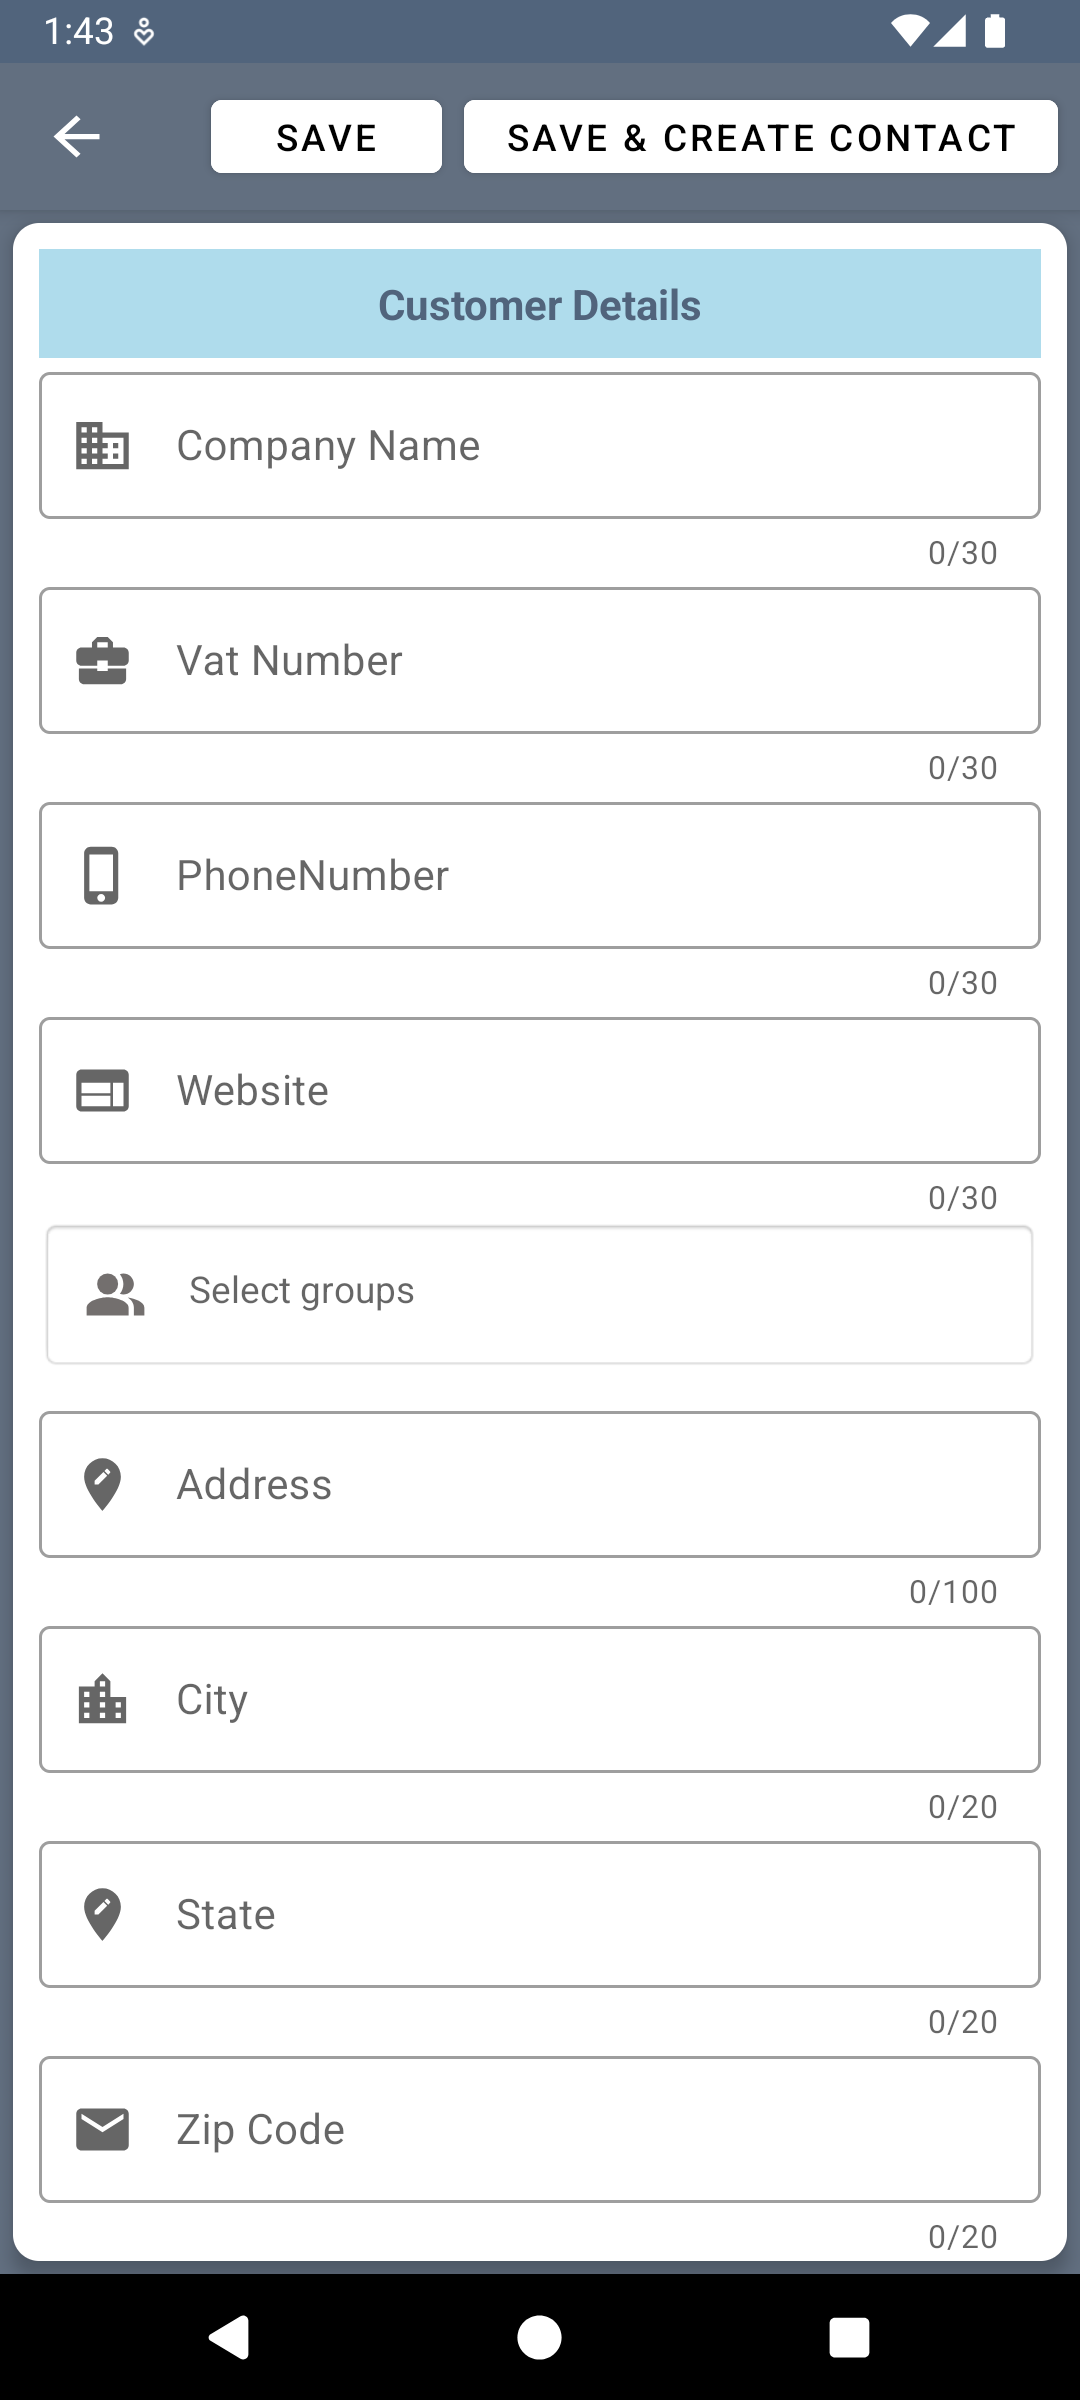 1:43
SAVE
SAVE & CREATE CONTACT
Customer Details
Company Name
0/30
Vat Number
0/30
PhoneNumber
0/30
Website
0/30
Select groups
Address
0/100
City
0/20
State
0/20
Zip Code
0/20